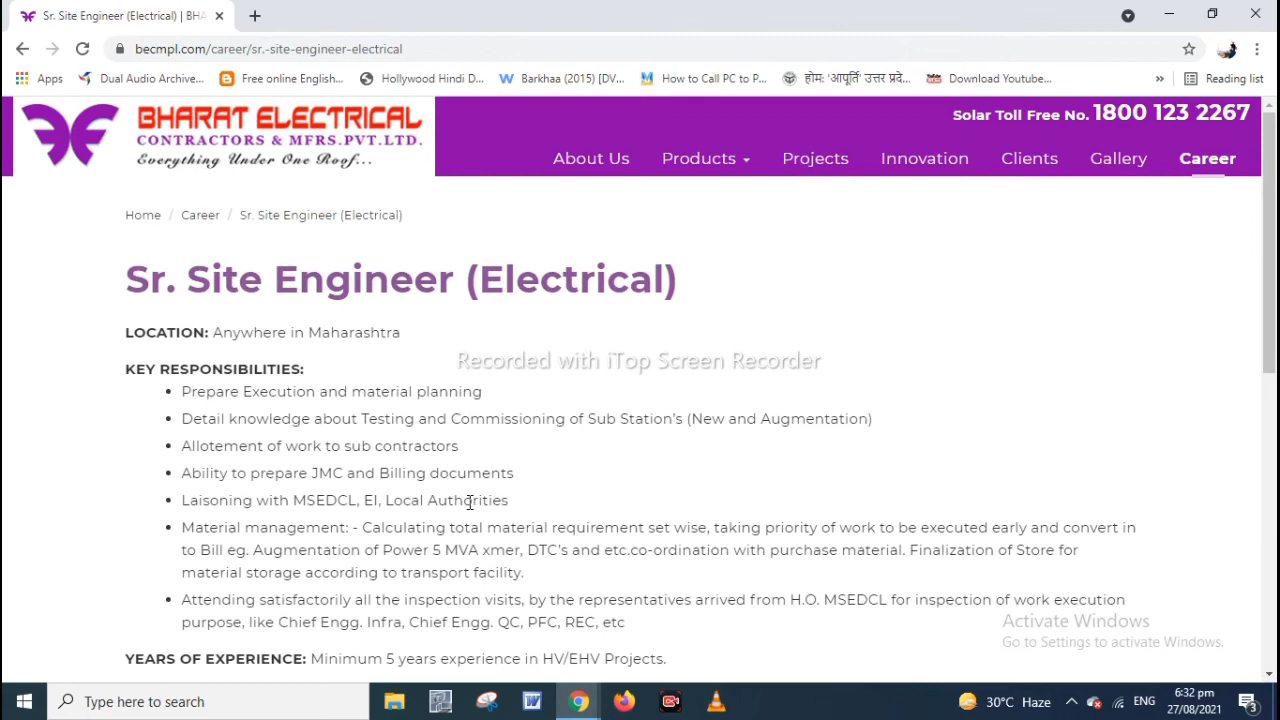 Sr. Site Engineer (Electrical) | BHA
becmpl.com/career/sr.-site-engineer-electrical
Apps Dual Audio Archive... Free online English... Hollywood Hindi D... Barkhaa (2015) [DV... How to Call PC to P... होम: 'आपूर्ति' उत्तर प्रदे... Download Youtube... » Reading list
BHARAT ELECTRICAL
CONTRACTORS & MFRS.PVT.LTD.
Everything Under One Roof...
Solar Toll Free No. 1800 123 2267
About Us Products Projects Innovation Clients Gallery Career
Home / Career / Sr. Site Engineer (Electrical)
Sr. Site Engineer (Electrical)
LOCATION: Anywhere in Maharashtra
Recorded with iTop Screen Recorder
KEY RESPONSIBILITIES:
• Prepare Execution and material planning
• Detail knowledge about Testing and Commissioning of Sub Station's (New and Augmentation)
• Allotement of work to sub contractors
• Ability to prepare JMC and Billing documents
• Laisoning with MSEDCL, EI, Local Authorities
• Material management: - Calculating total material requirement set wise, taking priority of work to be executed early and convert in
to Bill eg. Augmentation of Power 5 MVA xmer, DTC's and etc.co-ordination with purchase material. Finalization of Store for
material storage according to transport facility.
• Attending satisfactorily all the inspection visits, by the representatives arrived from H.O. MSEDCL for inspection of work execution
purpose, like Chief Engg. Infra, Chief Engg. QC, PFC, REC, etc
Activate Windows
Go to Settings to activate Windows.
YEARS OF EXPERIENCE: Minimum 5 years experience in HV/EHV Projects.
Type here to search
30°C Haze
ENG
6:32 pm
27/08/2021
3